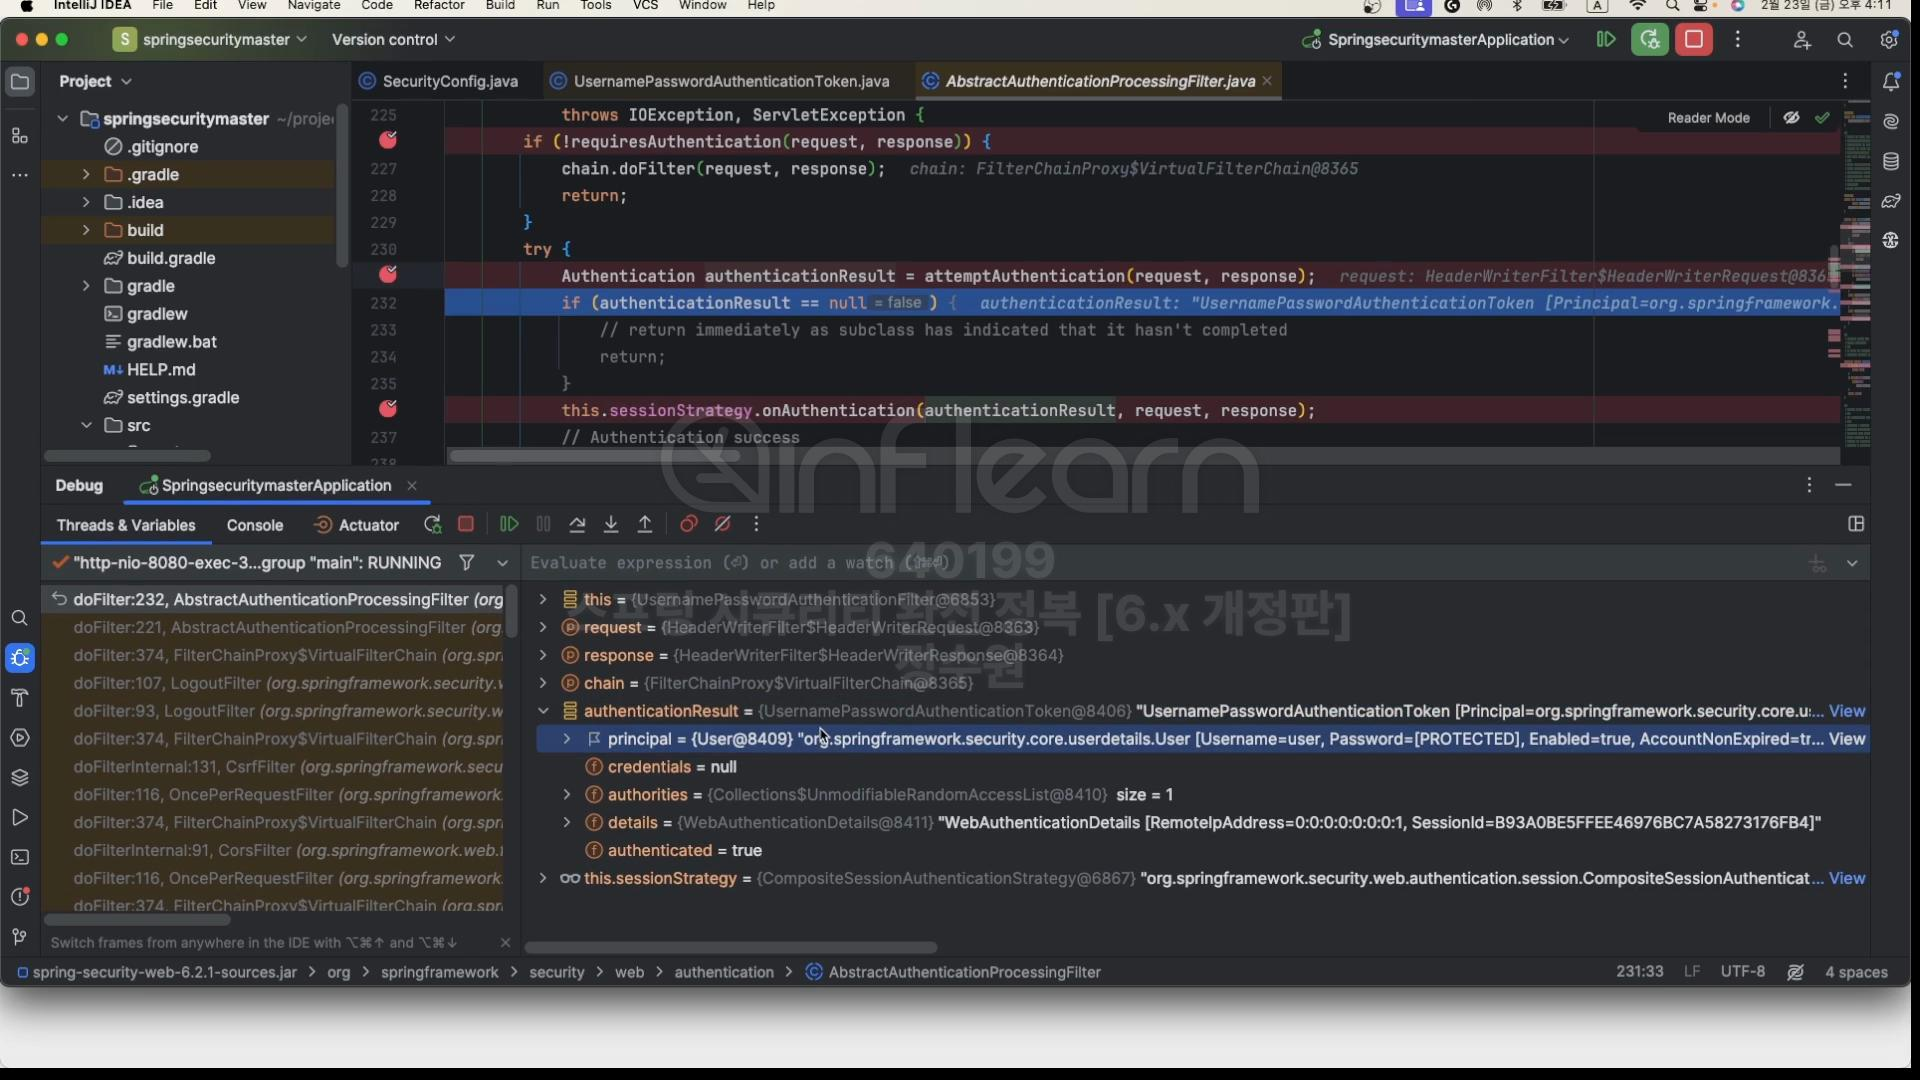 IntelliJ IDEA File Edit View Navigate Code Refactor Build Run Tools VCS Window Help A 2월 23일 (금) 오후 4:11
S springsecuritymaster Version control SpringsecuritymasterApplication
Project SecurityConfig.java UsernamePasswordAuthenticationToken.java AbstractAuthenticationProcessingFilter.java
springsecuritymaster ~/proje
.gitignore
.gradle
.idea
build
build.gradle
gradle
gradlew
gradlew.bat
M↓ HELP.md
settings.gradle
src
Reader Mode
225 throws IOException, ServletException {
if (!requiresAuthentication(request, response)) {
227 chain.doFilter(request, response); chain: FilterChainProxy$VirtualFilterChain@8365
228 return;
229 }
230 try {
Authentication authenticationResult = attemptAuthentication(request, response); request: HeaderWriterFilter$HeaderWriterRequest@836
232 if (authenticationResult == null = false ) { authenticationResult: "UsernamePasswordAuthenticationToken [Principal=org.springframework.
233 // return immediately as subclass has indicated that it hasn't completed
234 return;
235 }
this.sessionStrategy.onAuthentication(authenticationResult, request, response);
237 // Authentication success
238
inflearn
640199
스프링 시큐리티 완전 정복 [6.x 개정판]
정수원
Debug SpringsecuritymasterApplication
Threads & Variables Console Actuator
"http-nio-8080-exec-3...group "main": RUNNING
Evaluate expression (⏎) or add a watch (⇧⌘⏎)
doFilter:232, AbstractAuthenticationProcessingFilter (org
doFilter:221, AbstractAuthenticationProcessingFilter (org
doFilter:374, FilterChainProxy$VirtualFilterChain (org.spri
doFilter:107, LogoutFilter (org.springframework.security.v
doFilter:93, LogoutFilter (org.springframework.security.w
doFilter:374, FilterChainProxy$VirtualFilterChain (org.spri
doFilterInternal:131, CsrfFilter (org.springframework.secu
doFilter:116, OncePerRequestFilter (org.springframework.
doFilter:374, FilterChainProxy$VirtualFilterChain (org.spri
doFilterInternal:91, CorsFilter (org.springframework.web.f
doFilter:116, OncePerRequestFilter (org.springframework.
doFilter:374, FilterChainProxy$VirtualFilterChain (org.spri
Switch frames from anywhere in the IDE with ⌥⌘↑ and ⌥⌘↓
this = {UsernamePasswordAuthenticationFilter@6853}
request = {HeaderWriterFilter$HeaderWriterRequest@8363}
response = {HeaderWriterFilter$HeaderWriterResponse@8364}
chain = {FilterChainProxy$VirtualFilterChain@8365}
authenticationResult = {UsernamePasswordAuthenticationToken@8406} "UsernamePasswordAuthenticationToken [Principal=org.springframework.security.core.u:... View
principal = {User@8409} "org.springframework.security.core.userdetails.User [Username=user, Password=[PROTECTED], Enabled=true, AccountNonExpired=tr... View
credentials = null
authorities = {Collections$UnmodifiableRandomAccessList@8410} size = 1
details = {WebAuthenticationDetails@8411} "WebAuthenticationDetails [RemoteIpAddress=0:0:0:0:0:0:0:1, SessionId=B93A0BE5FFEE46976BC7A58273176FB4]"
authenticated = true
this.sessionStrategy = {CompositeSessionAuthenticationStrategy@6867} "org.springframework.security.web.authentication.session.CompositeSessionAuthenticat... View
spring-security-web-6.2.1-sources.jar > org > springframework > security > web > authentication > AbstractAuthenticationProcessingFilter 231:33 LF UTF-8 4 spaces